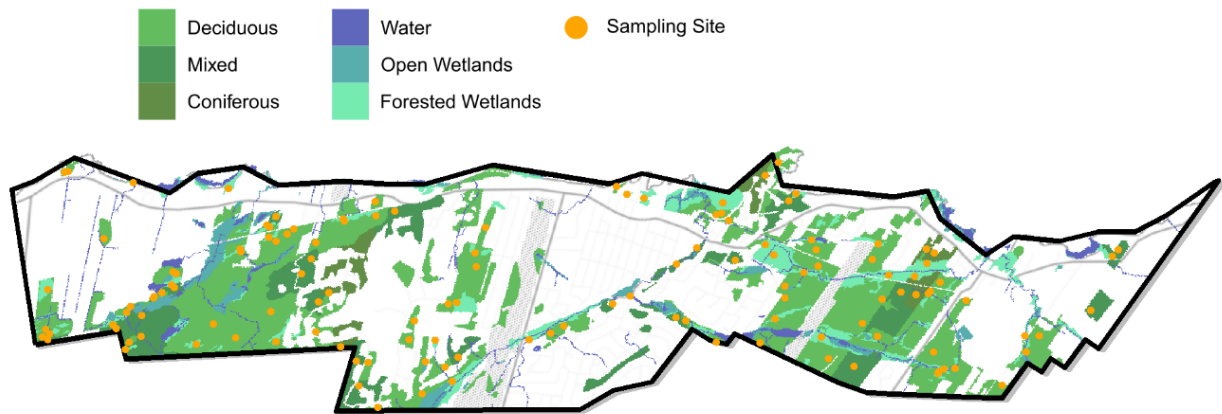 Deciduous
Mixed
Coniferous
Water
Open Wetlands
Forested Wetlands
Sampling Site